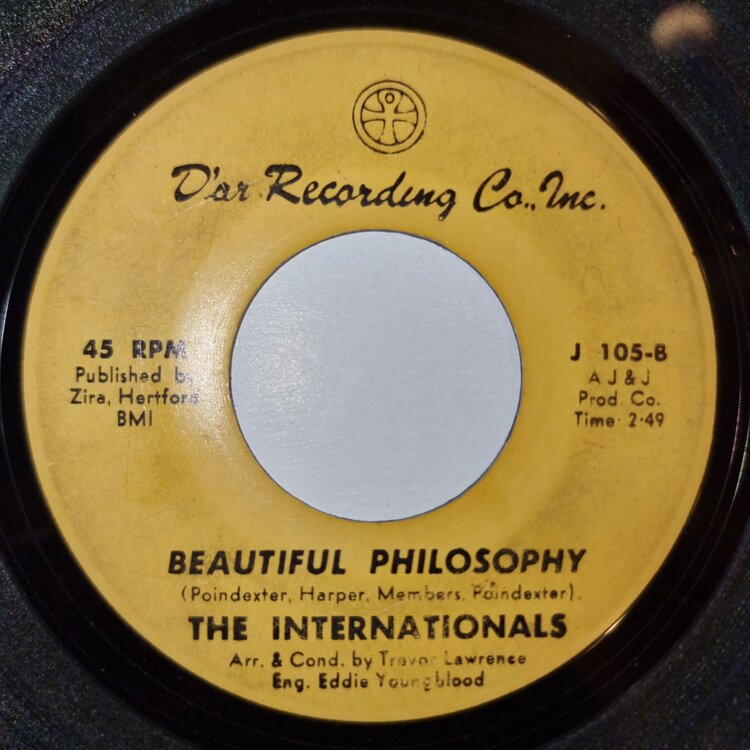 D'ar Recording Co., Inc.
45 RPM
Published by
Zira, Hertford
BMI
J 105-B
A J & J
Prod. Co.
Time: 2:49
BEAUTIFUL PHILOSOPHY
(Poindexter, Harper, Members, Poindexter)
THE INTERNATIONALS
Arr. & Cond. by Trevor Lawrence
Eng. Eddie Youngblood